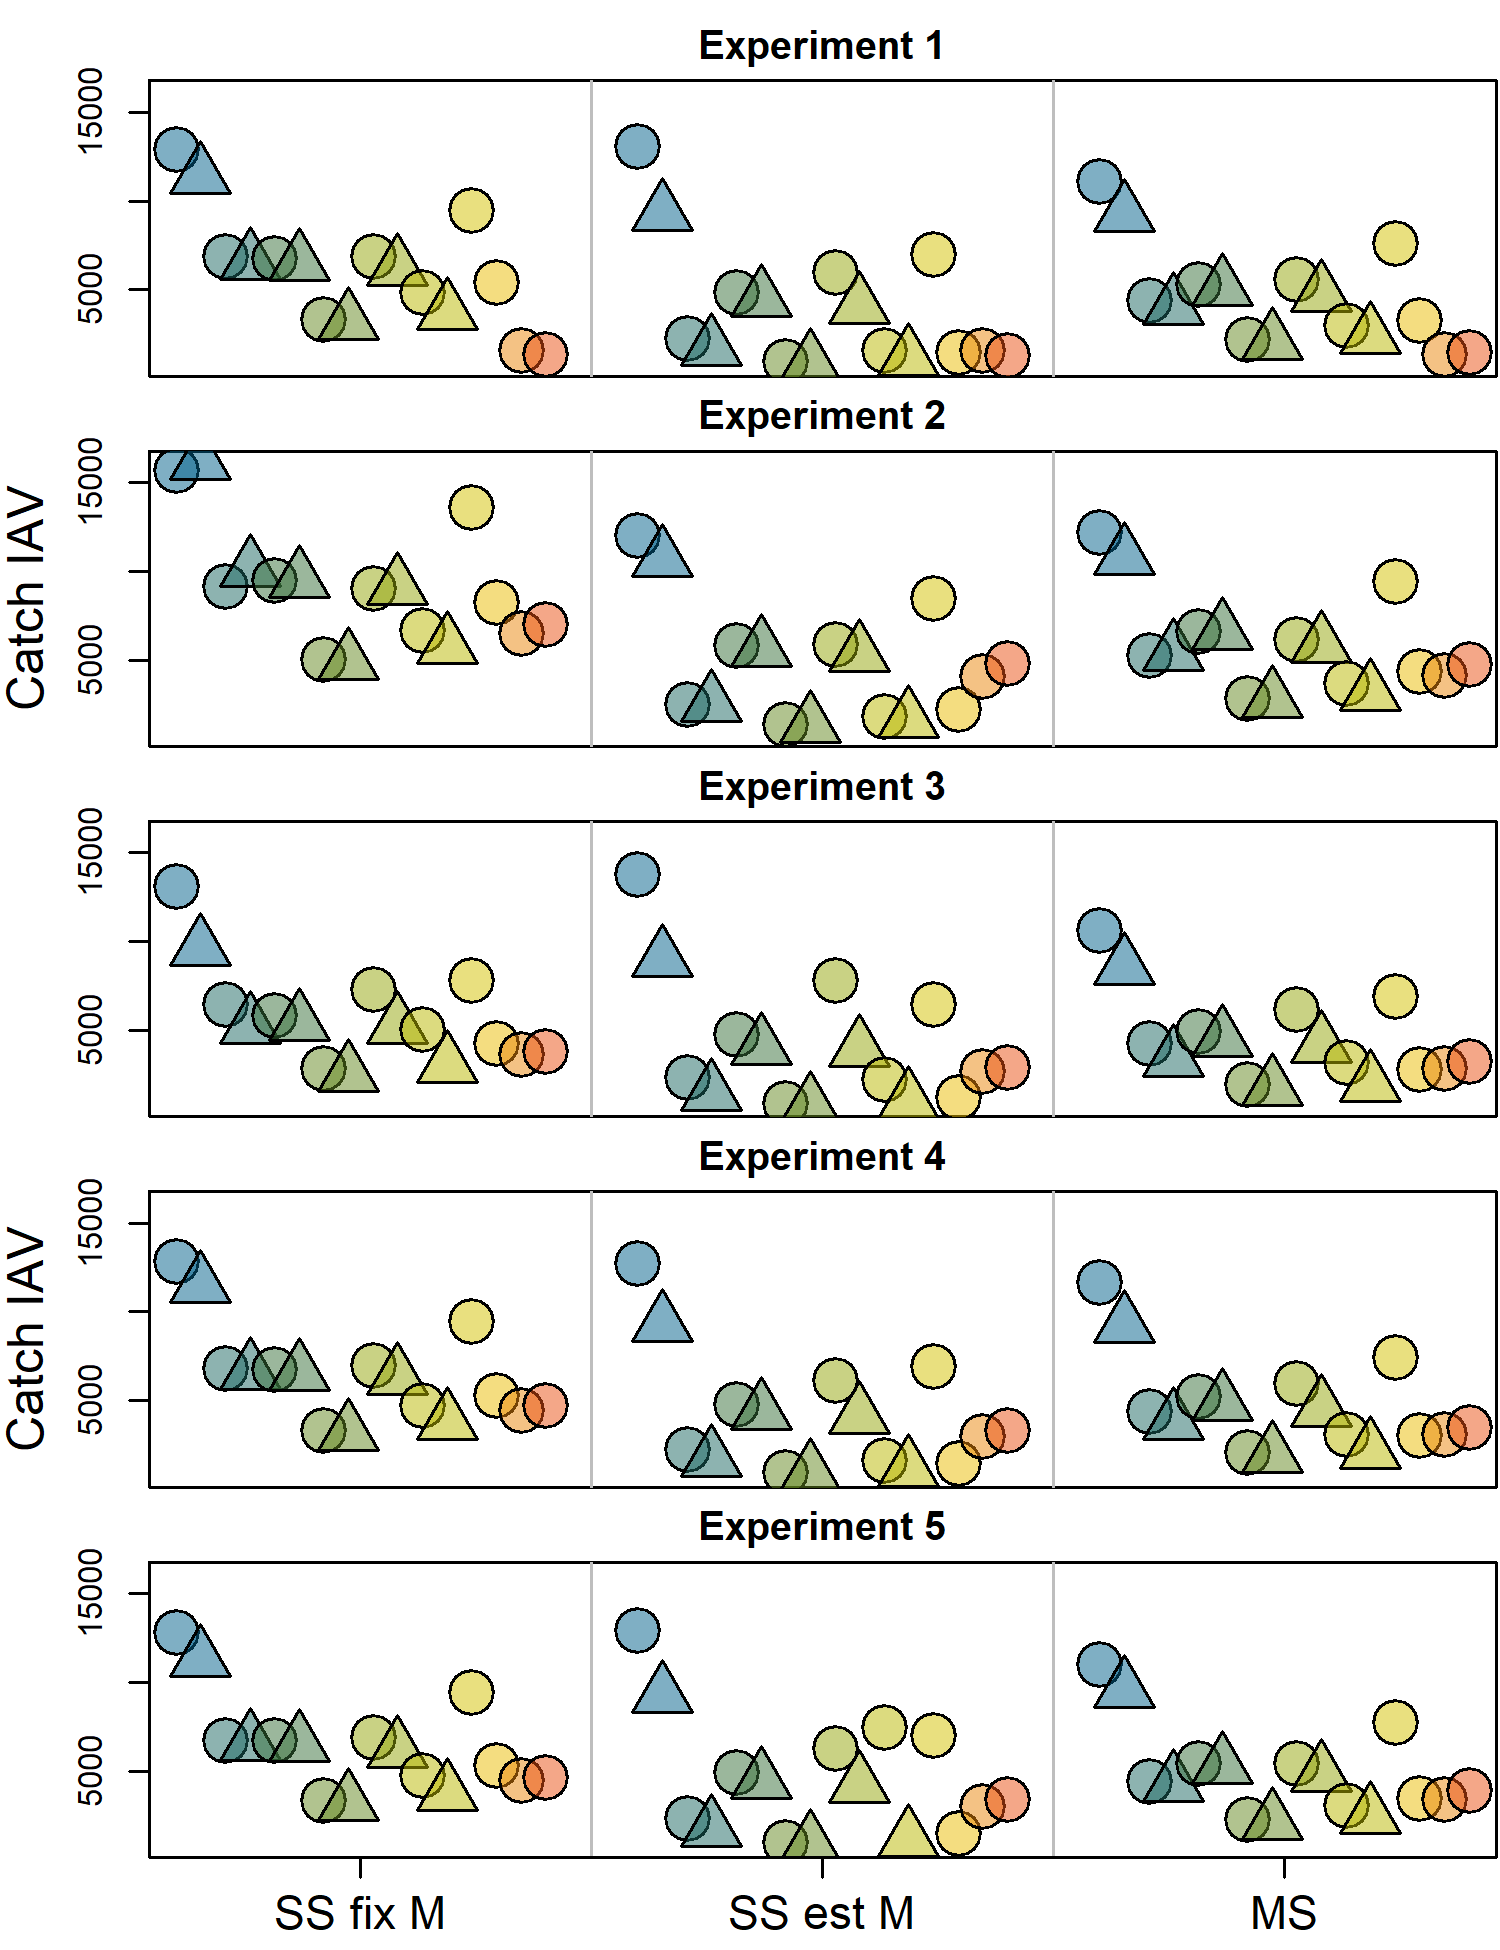 Experiment 1
15000
5000
Experiment 2
15000
5000
Catch IAV
Experiment 3
15000
5000
Experiment 4
15000
5000
Catch IAV
Experiment 5
15000
5000
SS fix M
SS est M
MS